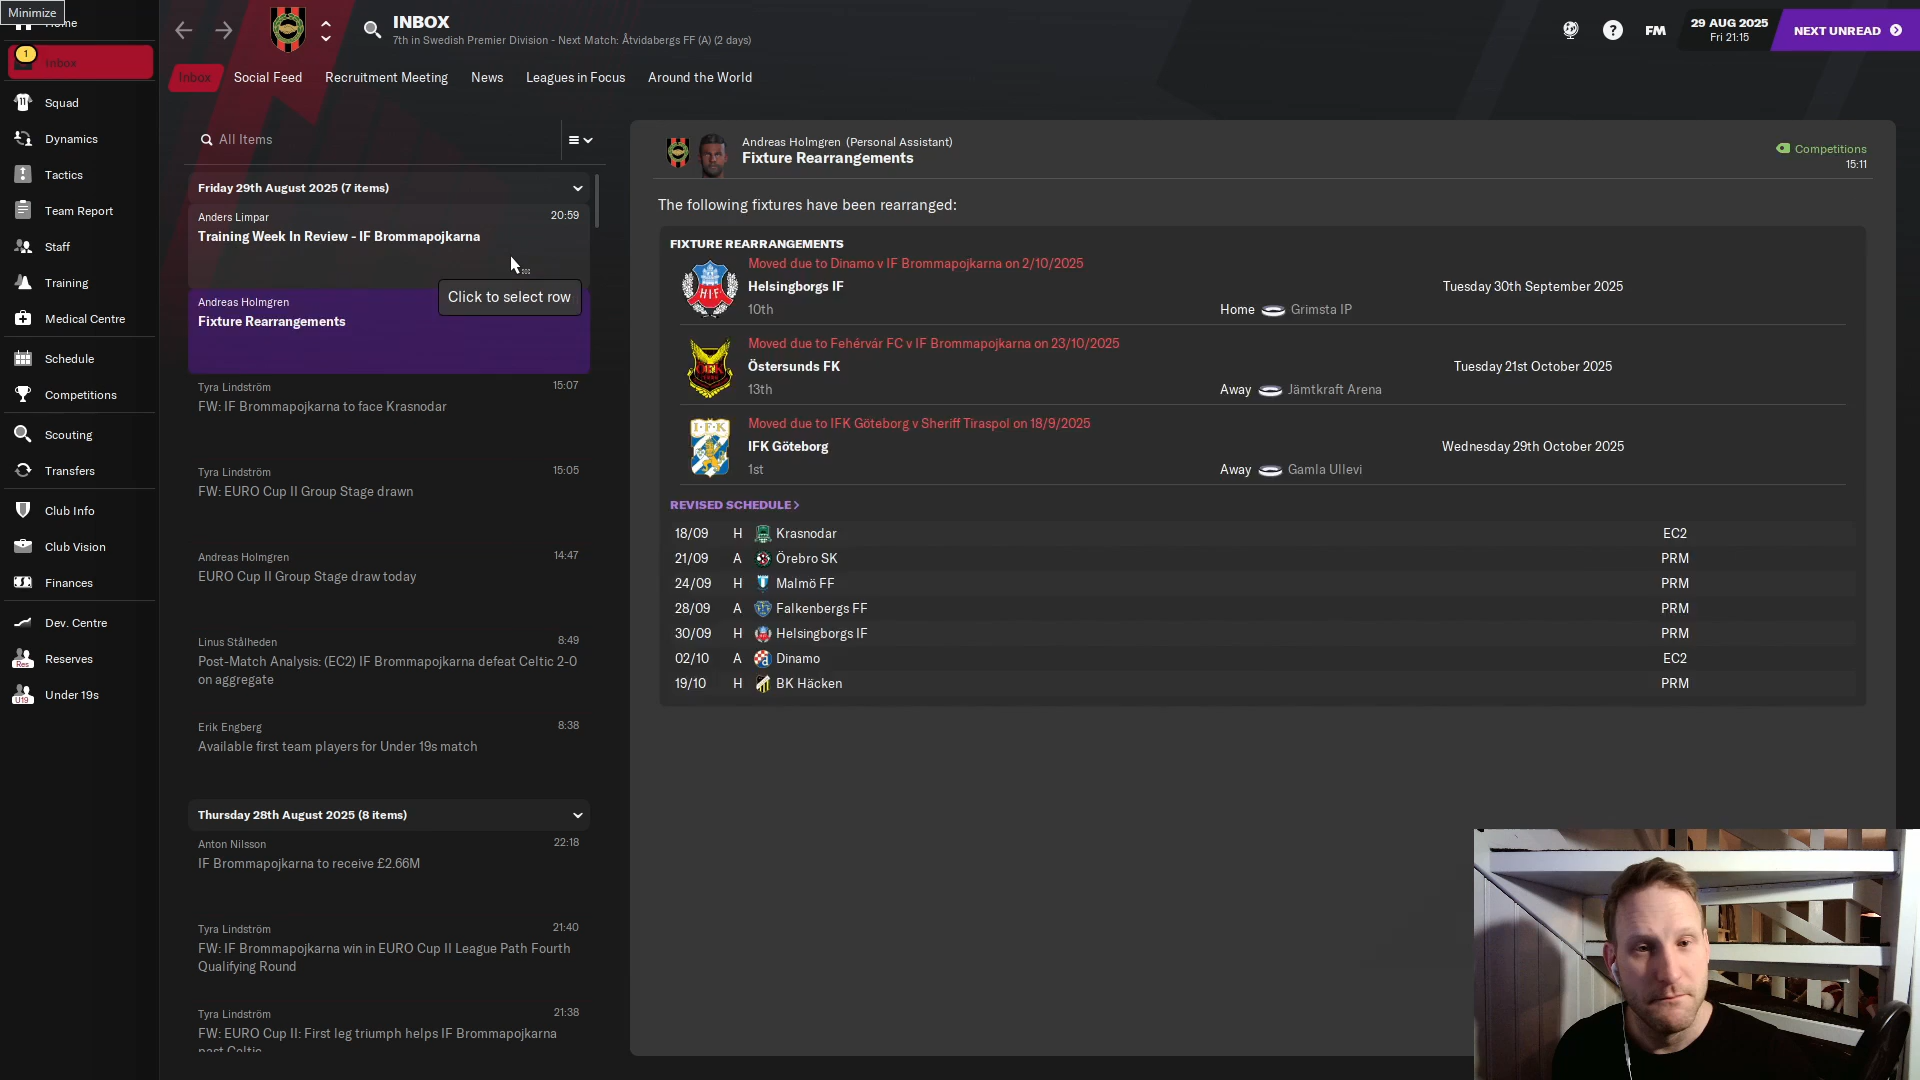 Minimize
INBOX
7th in Swedish Premier Division - Next Match: Åtvidabergs FF (A) (2 days)
?
FM
29 AUG 2025
Fri 21:15
NEXT UNREAD
1
Inbox
Squad
Dynamics
Tactics
Team Report
Staff
Training
Medical Centre
Schedule
Competitions
Scouting
Transfers
Club Info
Club Vision
Finances
Dev. Centre
Res
Reserves
U19
Under 19s
Inbox
Social Feed
Recruitment Meeting
News
Leagues in Focus
Around the World
All Items
Friday 29th August 2025 (7 items)
Anders Limpar
20:59
Training Week In Review - IF Brommapojkarna
Click to select row
Andreas Holmgren
Fixture Rearrangements
Tyra Lindström
15:07
FW: IF Brommapojkarna to face Krasnodar
Tyra Lindström
15:05
FW: EURO Cup II Group Stage drawn
Andreas Holmgren
14:47
EURO Cup II Group Stage draw today
Linus Stålheden
8:49
Post-Match Analysis: (EC2) IF Brommapojkarna defeat Celtic 2-0
on aggregate
Erik Engberg
8:38
Available first team players for Under 19s match
Thursday 28th August 2025 (8 items)
Anton Nilsson
22:18
IF Brommapojkarna to receive £2.66M
Tyra Lindström
21:40
FW: IF Brommapojkarna win in EURO Cup II League Path Fourth
Qualifying Round
Tyra Lindström
21:38
FW: EURO Cup II: First leg triumph helps IF Brommapojkarna
past Celtic
Andreas Holmgren (Personal Assistant)
Fixture Rearrangements
Competitions
15:11
The following fixtures have been rearranged:
FIXTURE REARRANGEMENTS
Moved due to Dinamo v IF Brommapojkarna on 2/10/2025
Helsingborgs IF
Tuesday 30th September 2025
10th
Home Grimsta IP
Moved due to Fehérvár FC v IF Brommapojkarna on 23/10/2025
Östersunds FK
Tuesday 21st October 2025
13th
Away Jämtkraft Arena
Moved due to IFK Göteborg v Sheriff Tiraspol on 18/9/2025
IFK Göteborg
Wednesday 29th October 2025
1st
Away Gamla Ullevi
REVISED SCHEDULE >
18/09 H Krasnodar EC2
21/09 A Örebro SK PRM
24/09 H Malmö FF PRM
28/09 A Falkenbergs FF PRM
30/09 H Helsingborgs IF PRM
02/10 A Dinamo EC2
19/10 H BK Häcken PRM